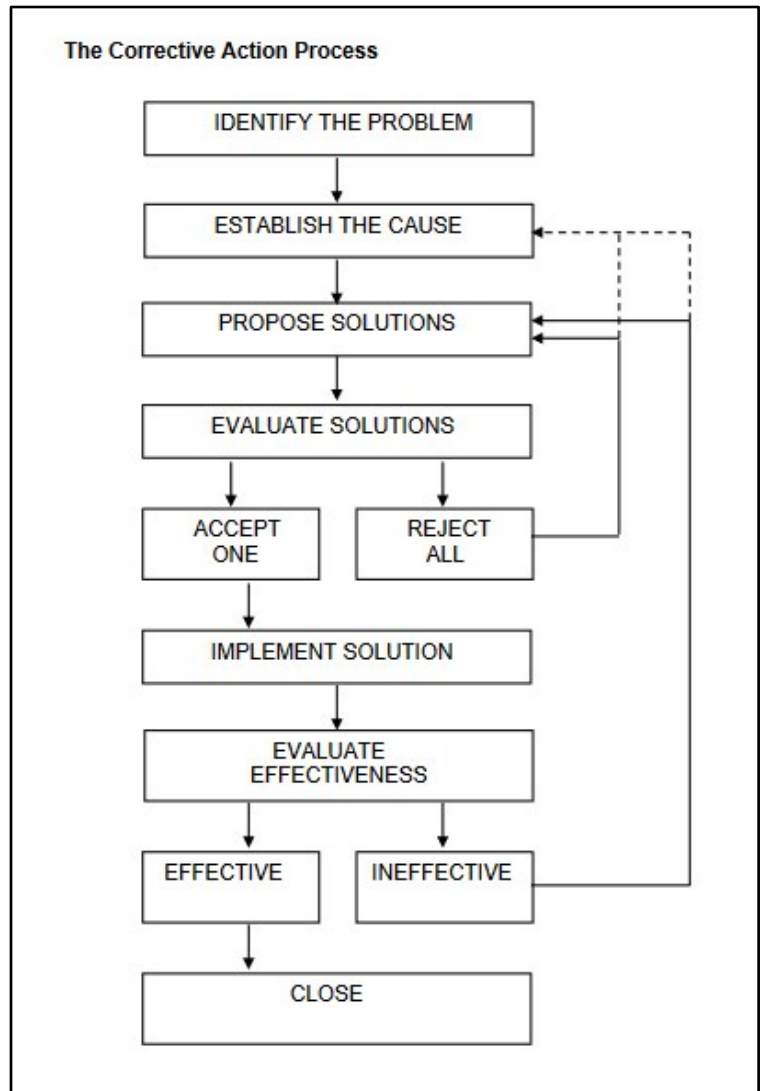 The Corrective Action Process
IDENTIFY THE PROBLEM
ESTABLISH THE CAUSE
PROPOSE SOLUTIONS
EVALUATE SOLUTIONS
ACCEPT
ONE
REJECT
ALL
IMPLEMENT SOLUTION
EVALUATE
EFFECTIVENESS
EFFECTIVE
INEFFECTIVE
CLOSE